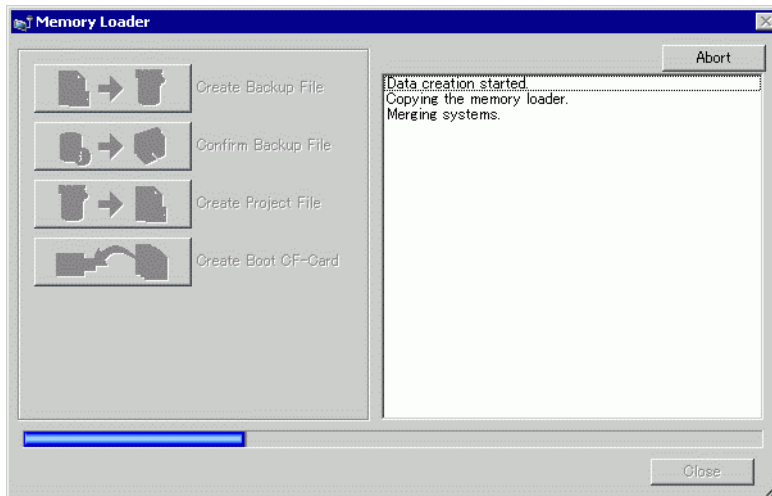 Memory Loader
Abort
Create Backup File
Confirm Backup File
Create Project File
Create Boot CF-Card
Data creation started.
Copying the memory loader.
Merging systems.
Close